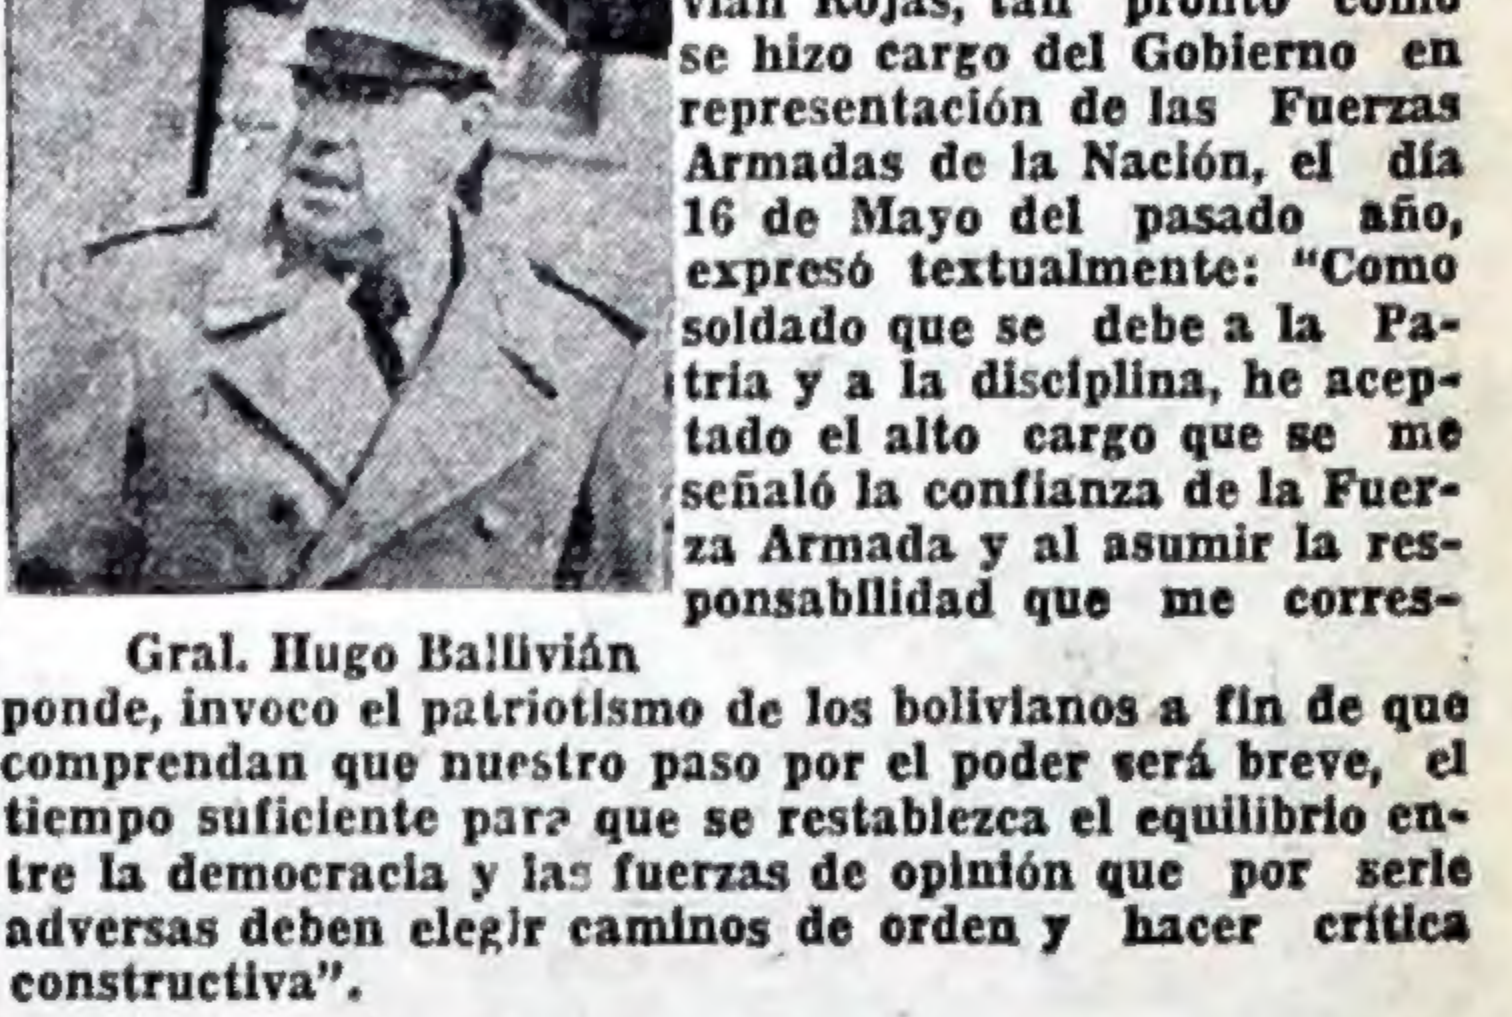 vián Rojas, tan pronto como
se hizo cargo del Gobierno en
representación de las Fuerzas
Armadas de la Nación, el día
16 de Mayo del pasado año,
expresó textualmente: "Como
soldado que se debe a la Pa-
tria y a la disciplina, he acep-
tado el alto cargo que se me
señaló la confianza de la Fuer-
za Armada y al asumir la res-
ponsabilidad que me corres-
Gral. Hugo Ballivián
ponde, invoco el patriotismo de los bolivianos a fin de que
comprendan que nuestro paso por el poder será breve, el
tiempo suficiente para que se restablezca el equilibrio en-
tre la democracia y las fuerzas de opinión que por serle
adversas deben elegir caminos de orden y hacer crítica
constructiva".